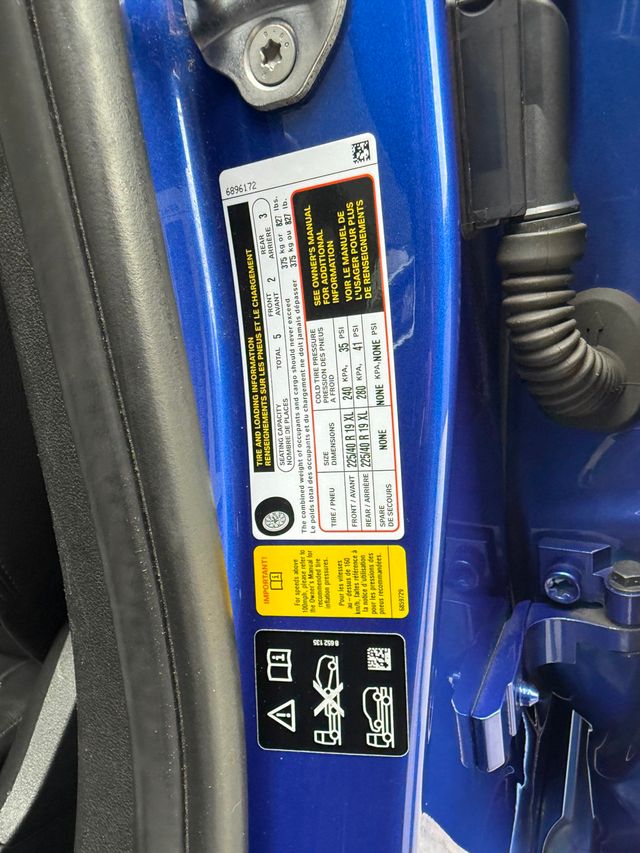 6896172
TIRE AND LOADING INFORMATION
RENSEIGNEMENTS SUR LES PNEUS ET LE CHARGEMENT
SEATING CAPACITY TOTAL 5 FRONT 2 REAR 3
NOMBRE DE PLACES AVANT ARRIÈRE
The combined weight of occupants and cargo should never exceed 375 kg or 827 lbs.
Le poids total des occupants et du chargement ne doit jamais dépasser 375 kg ou 827 lb.
TIRE / PNEU SIZE COLD TIRE PRESSURE
DIMENSIONS PRESSION DES PNEUS
A FROID
FRONT / AVANT 225/40 R 19 XL 240 KPA, 35 PSI
REAR / ARRIÈRE 225/40 R 19 XL 280 KPA, 41 PSI
SPARE NONE NONE KPA, NONE PSI
DE SECOURS
SEE OWNER'S MANUAL
FOR ADDITIONAL
INFORMATION
VOIR LE MANUEL DE
L'USAGER POUR PLUS
DE RENSEIGNEMENTS
IMPORTANT!
For speeds above
100mph, please refer to
the Owner's Manual for
recommended tire
inflation pressures.
Pour les vitesses
au - dessus de 160
km/h, faites référence à
la notice d'utilisation
pour les pressions des
pneus recommandées.
6859729
8 652 135